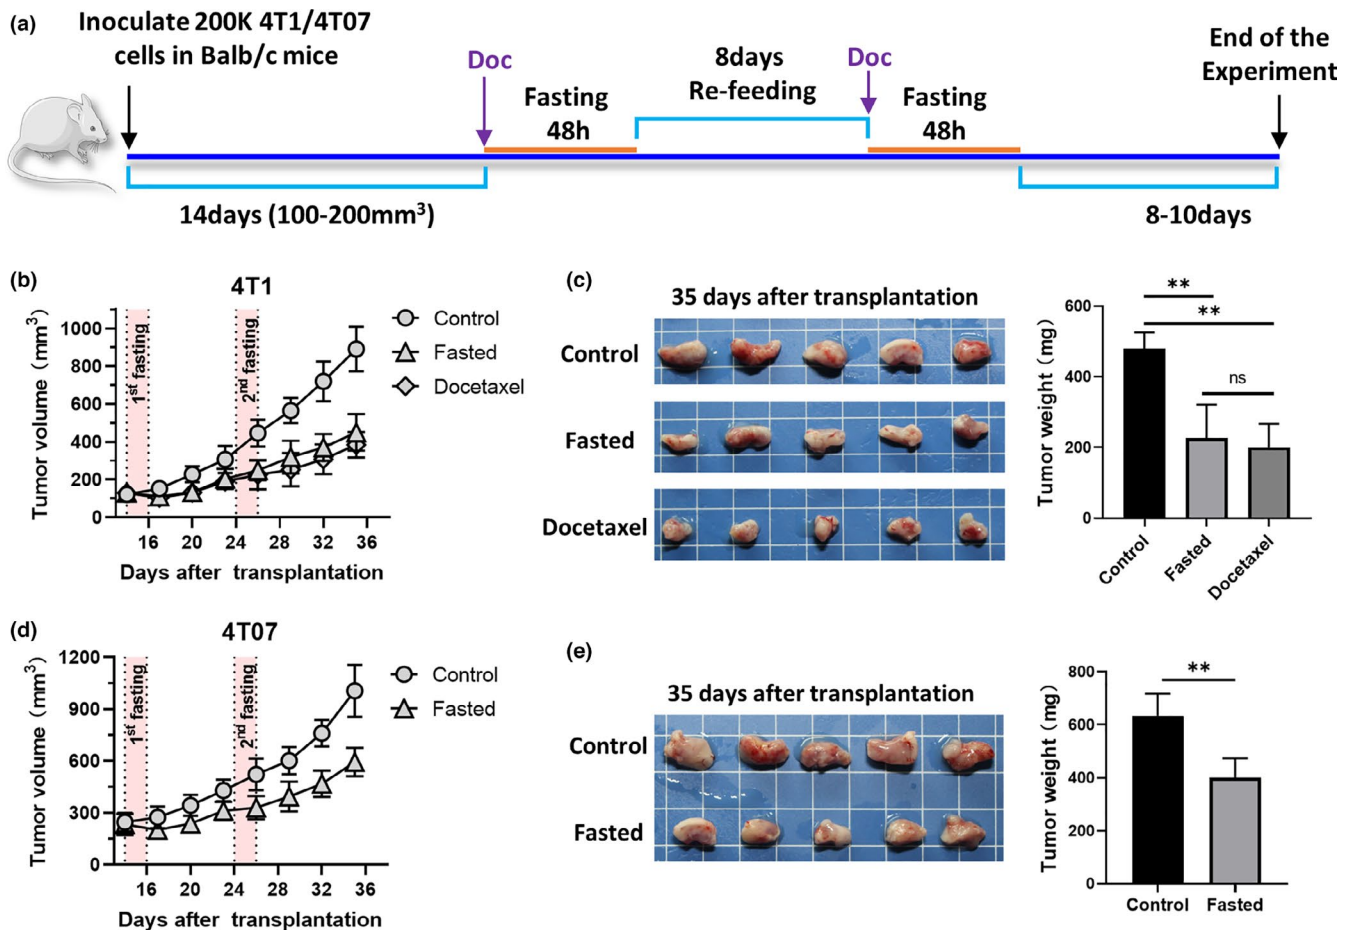 (a)
Inoculate 200K 4T1/4T07
cells in Balb/c mice
Doc
Fasting
48h
8days
Re-feeding
Doc
Fasting
48h
End of the
Experiment
14days (100-200mm³)
8-10days
(b)
4T1
Tumor volume (mm³)
1000
800
600
400
200
0
1st fasting
2nd fasting
16 20 24 28 32 36
Days after transplantation
Control
Fasted
Docetaxel
(c)
35 days after transplantation
Control
Fasted
Docetaxel
Tumor weight (mg)
600
400
200
0
**
**
ns
Control
Fasted
Docetaxel
(d)
4T07
Tumor volume (mm³)
1200
900
600
300
0
1st fasting
2nd fasting
16 20 24 28 32 36
Days after transplantation
Control
Fasted
(e)
35 days after transplantation
Control
Fasted
Tumor weight (mg)
800
600
400
200
0
**
Control Fasted